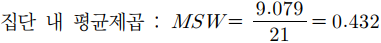 집단 내 평균제곱 : MSW = 9.079/21 = 0.432